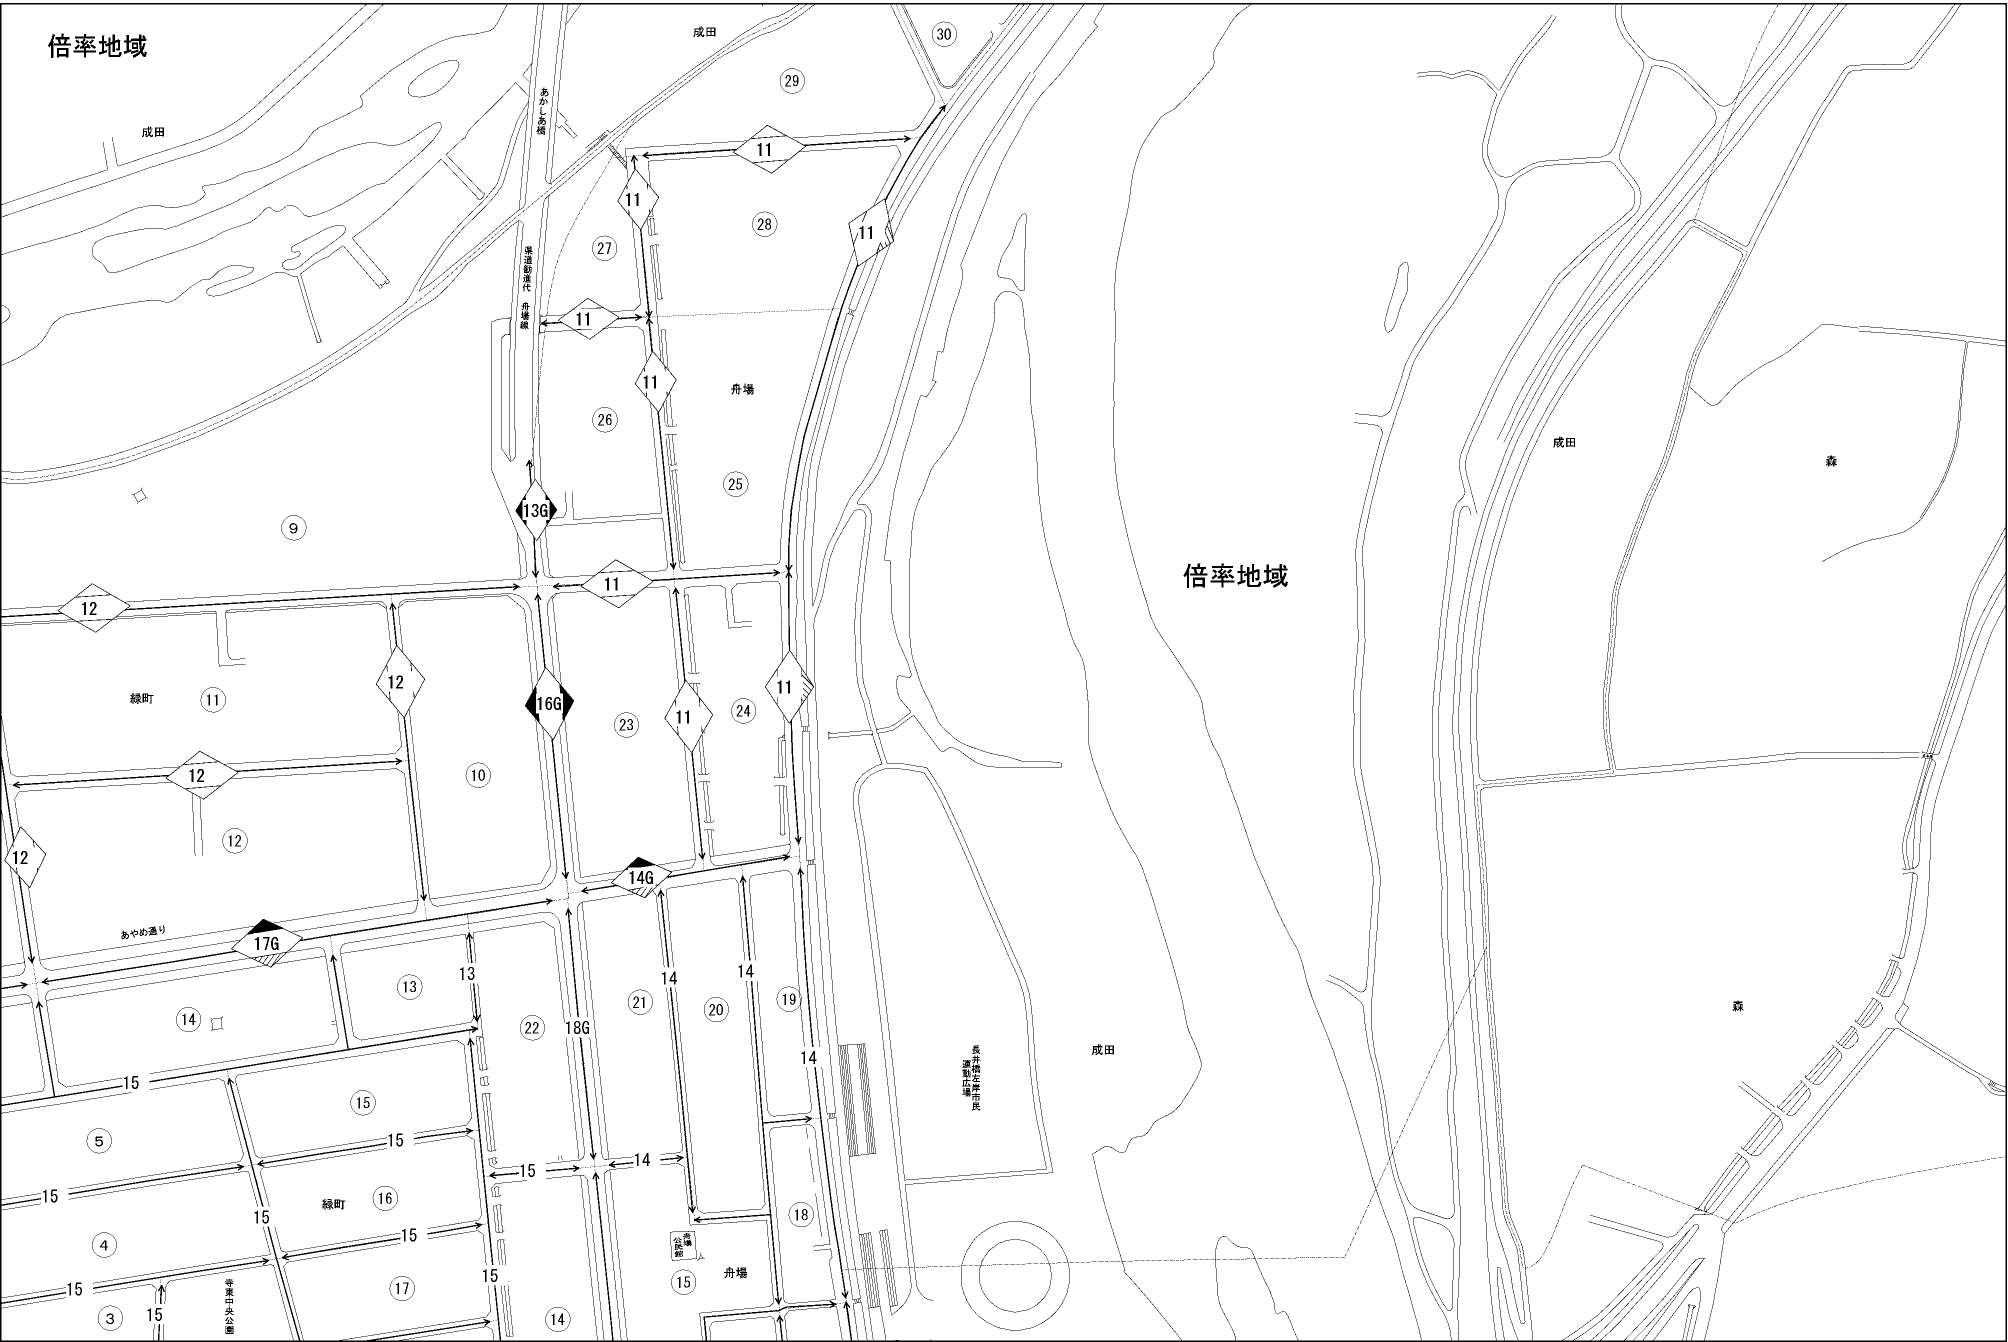 倍率地域
成田
30
29
あかしあ橋
成田
11
11
11
28
27
県道勧進代 舟場線
11
11
舟場
26
成田
森
25
13G
9
倍率地域
11
12
12
緑町
11
16G
11
11
24
23
12
10
12
12
14G
あやめ通り
17G
13
14
14
13
19
21
20
14
22
18G
14
森
長井橋左岸市民
運動広場
成田
15
15
5
15
14
15
15
16
緑町
15
18
15
4
舟場
公民館
舟場
15
15
15
17
寺東中央公園
15
3
14